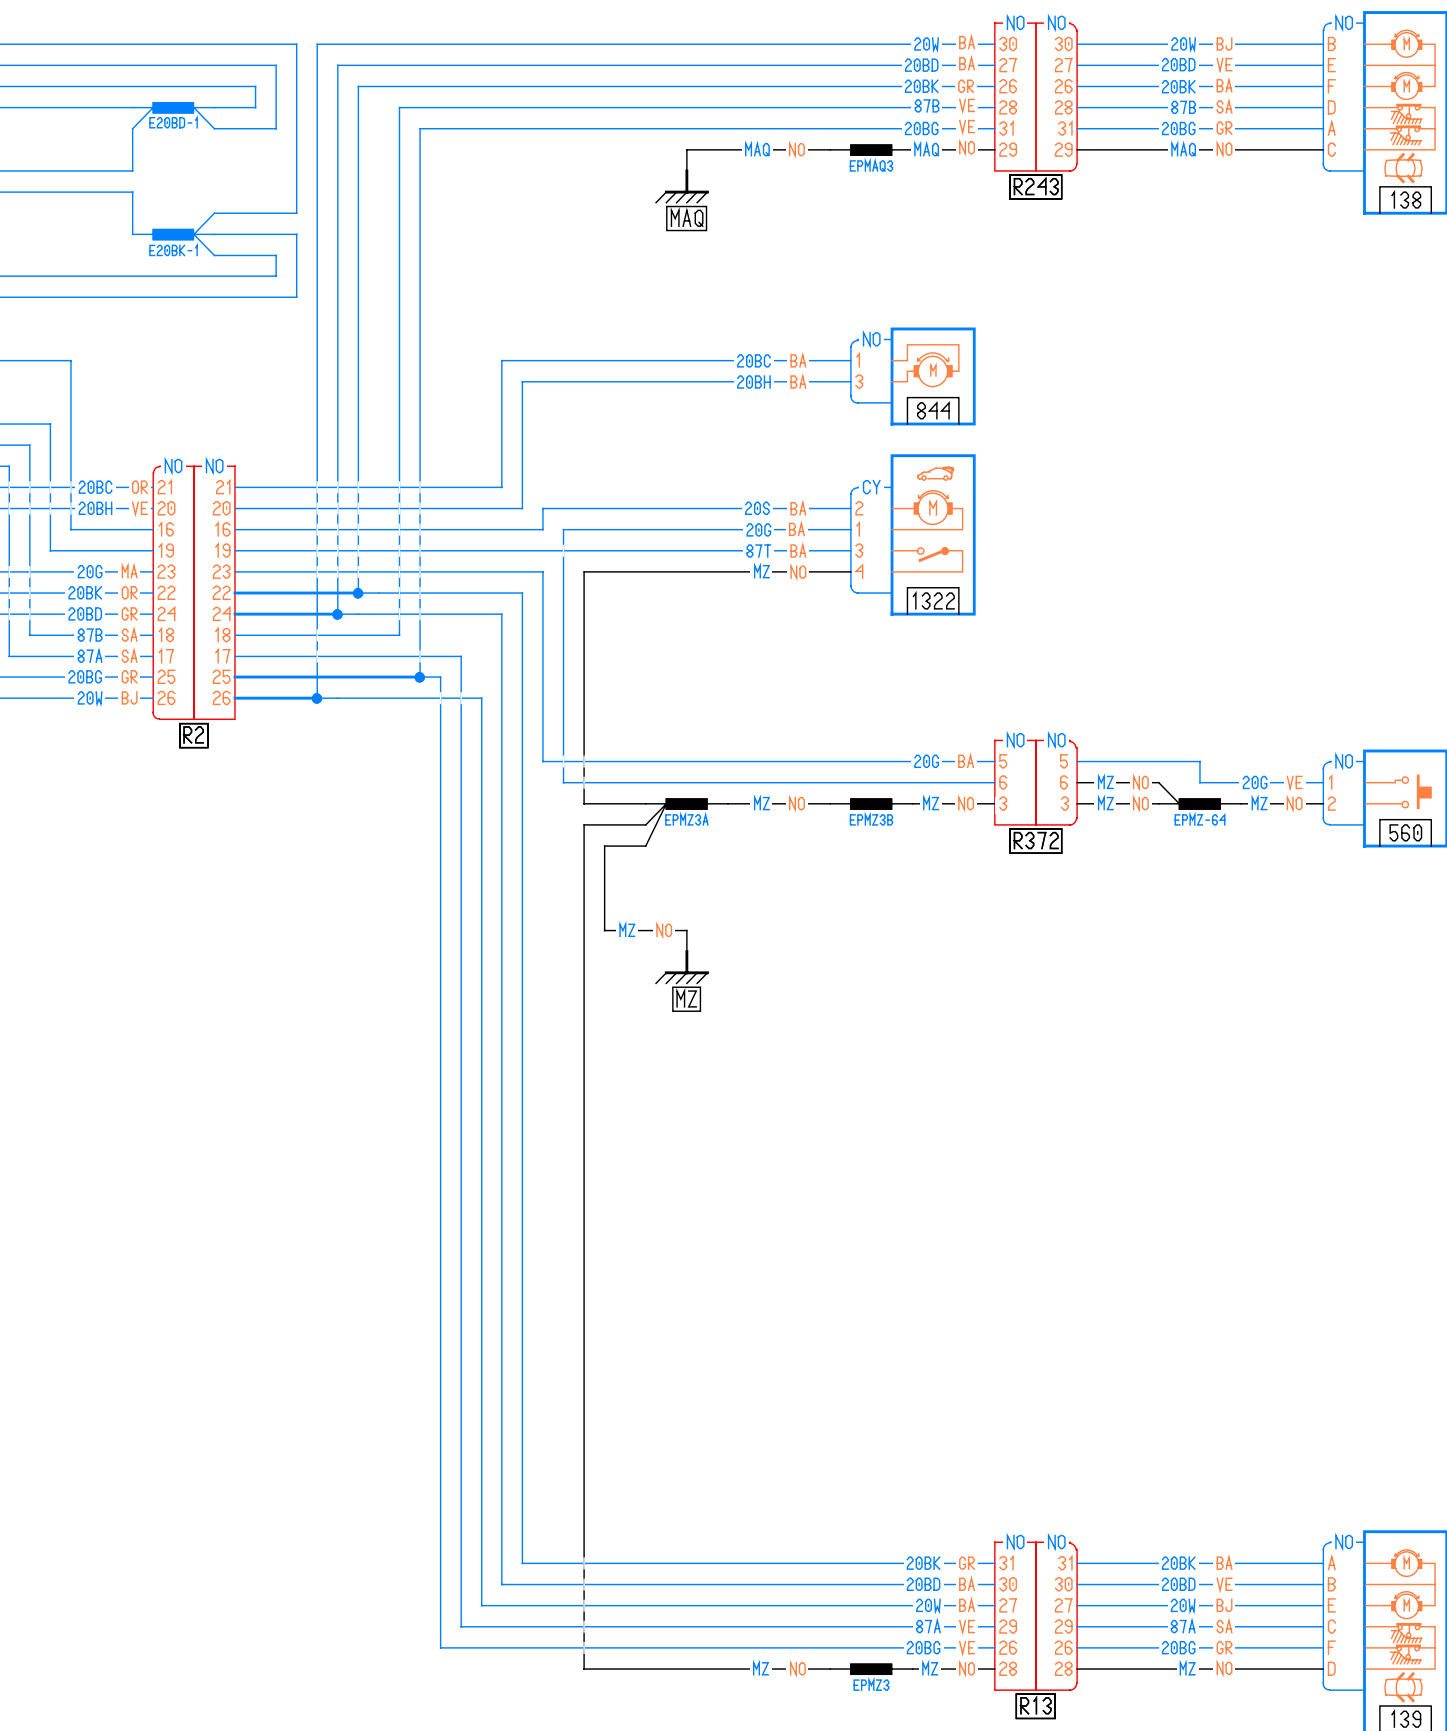 NO NO NO
20W BA 30 30 20W BJ B M
20BD BA 27 27 20BD VE E
20BK GR 26 26 20BK BA F M
87B VE 28 28 87B SA D
E20BD-1 20BG VE 31 31 20BG GR A
MAQ NO MAQ NO 29 29 MAQ NO C
EPMAQ3
R243 138
MAQ
E20BK-1
NO
20BC BA 1 M
20BH BA 3
844
NO NO
20BC OR 21 21 CY
20BH VE 20 20 20S BA 2 M
16 16 20G BA 1
19 19 87T BA 3
20G MA 23 23 MZ NO 4
20BK OR 22 22 1322
20BD GR 24 24
87B SA 18 18
87A SA 17 17
20BG GR 25 25
20W BJ 26 26
R2
NO NO NO
20G BA 5 5
6 6 MZ NO 20G VE 1
MZ NO MZ NO 3 3 MZ NO MZ NO 2
EPMZ3A EPMZ3B EPMZ-64
R372 560
MZ NO
MZ
NO NO NO
20BK GR 31 31 20BK BA A M
20BD BA 30 30 20BD VE B
20W BA 27 27 20W BJ E M
87A VE 29 29 87A SA C
20BG VE 26 26 20BG GR F
MZ NO MZ NO 28 28 MZ NO D
EPMZ3
R13 139